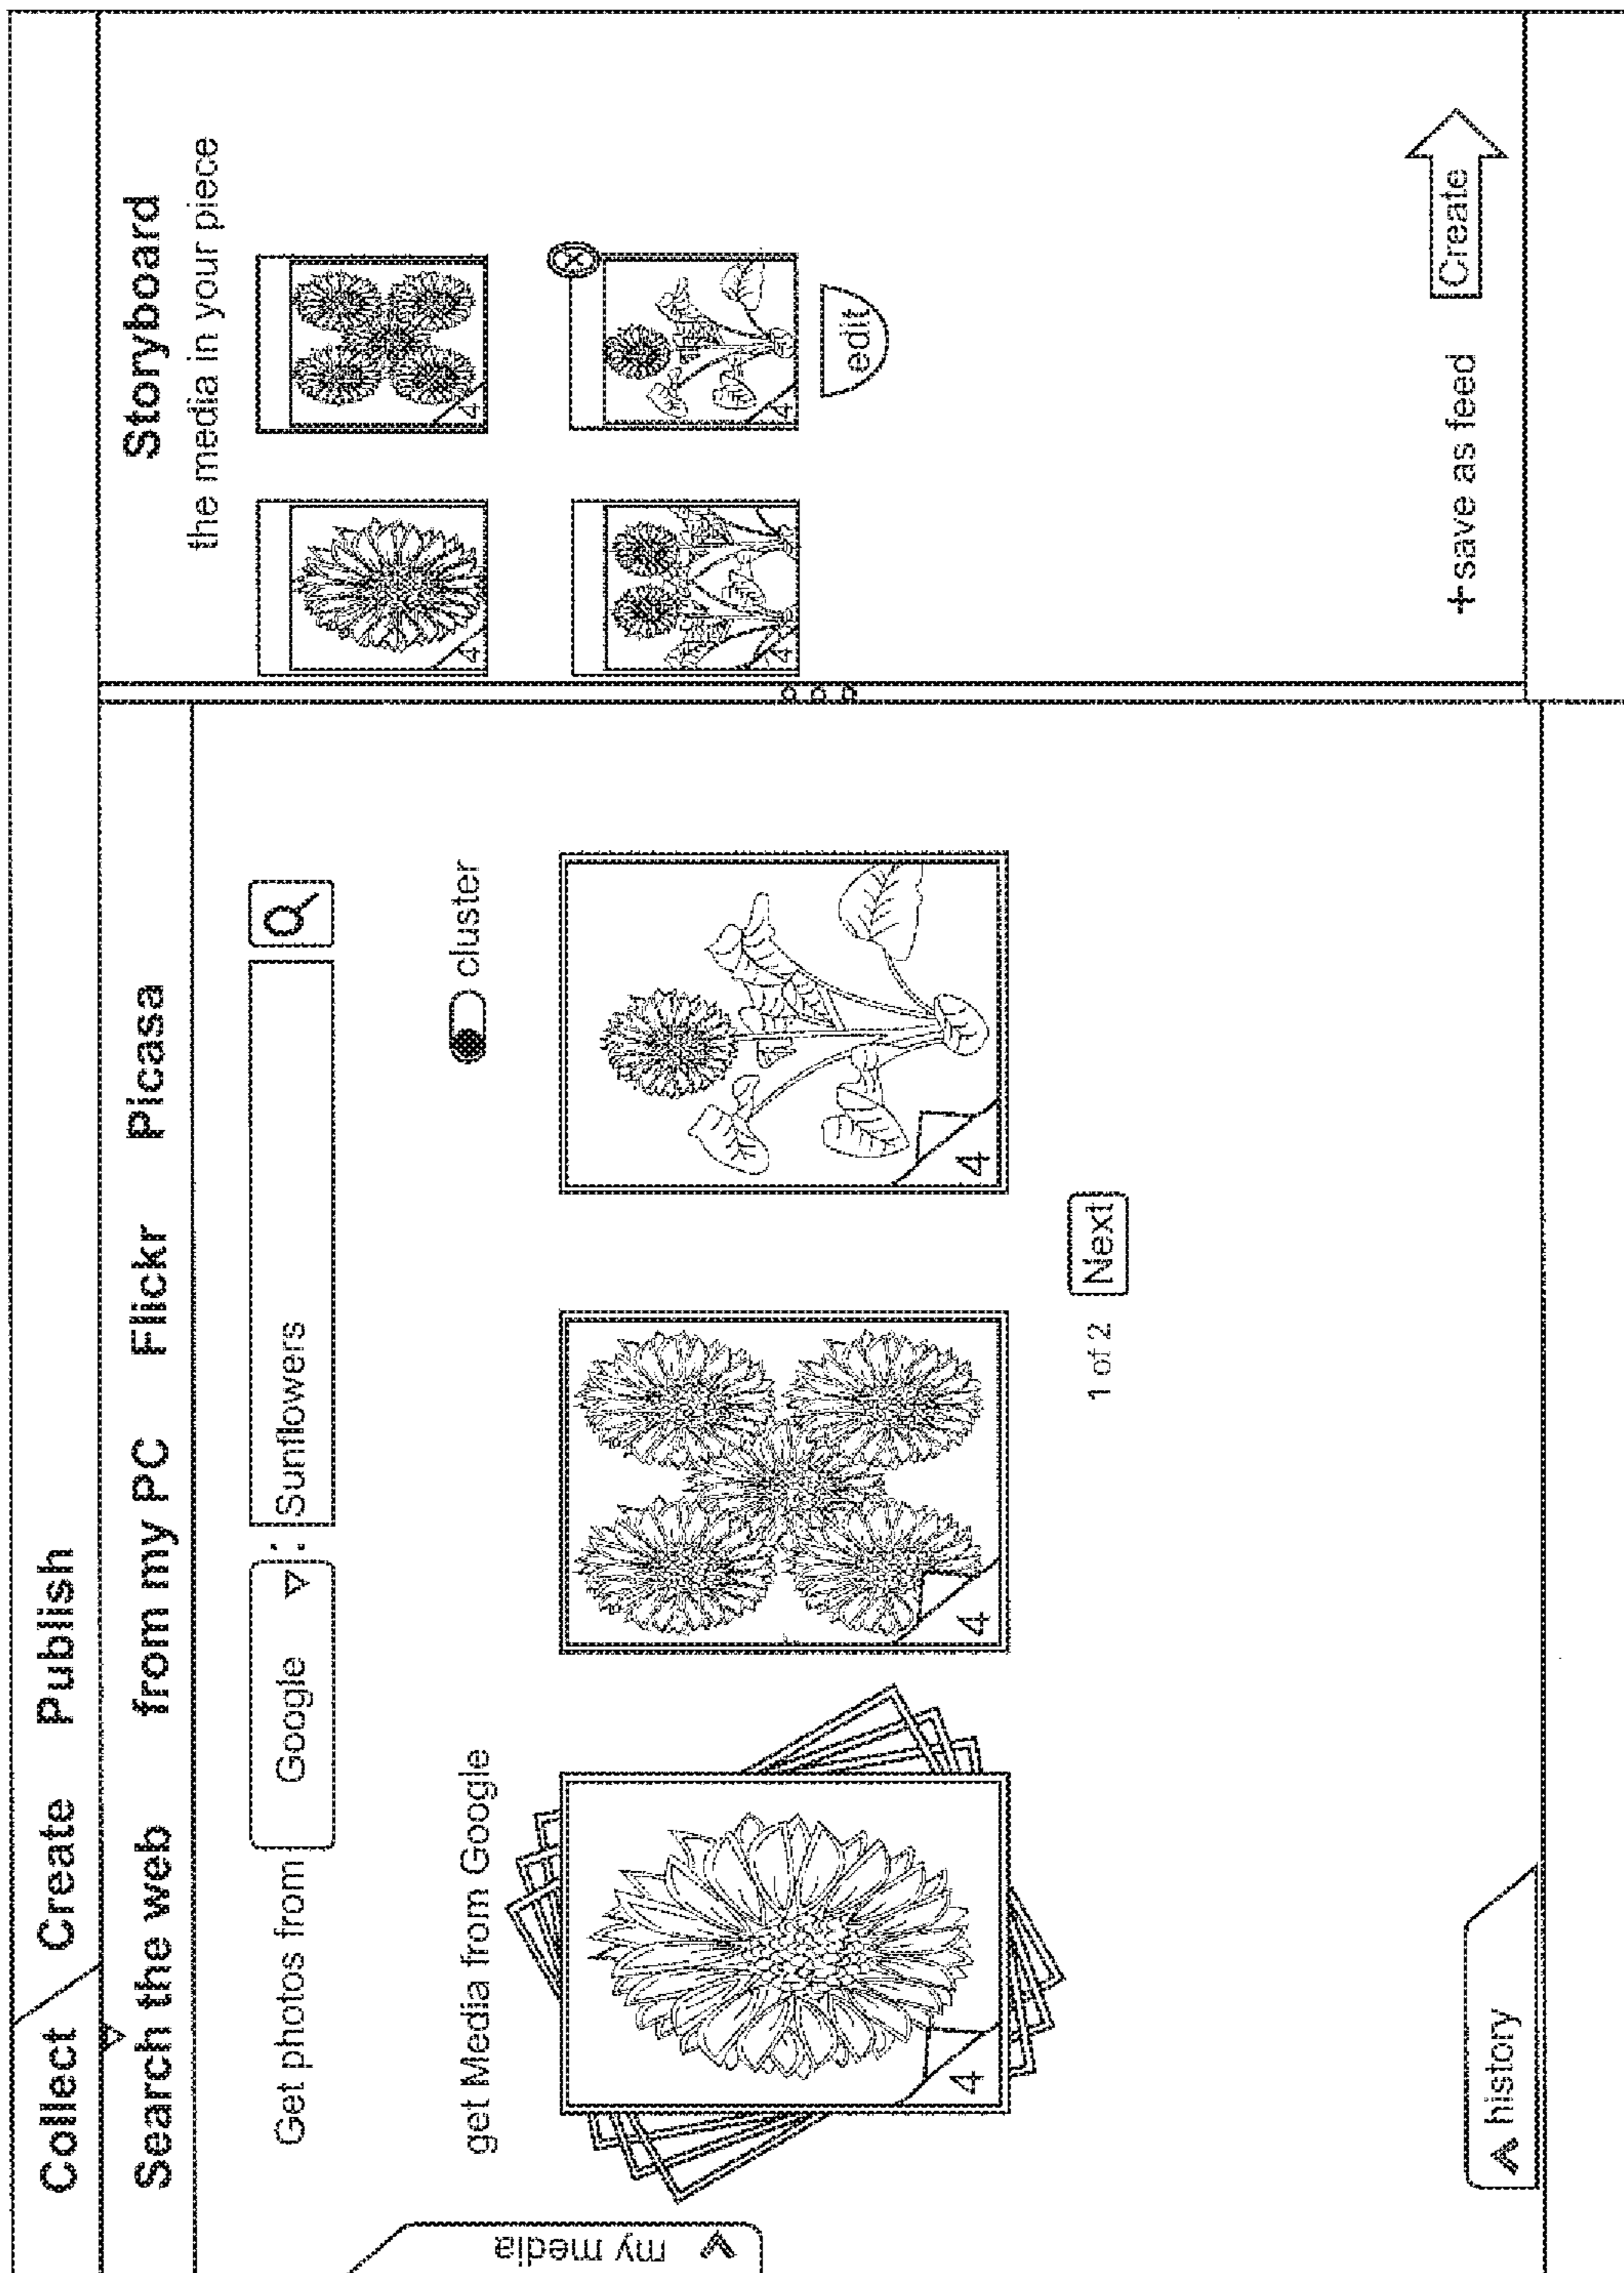 Collect Create Publish
Search the web from my PC Flickr Picasa
Get photos from Google : Sunflowers
get Media from Google
cluster
4
4
4
1 of 2 Next
my media
history
Storyboard
the media in your piece
4
4
4
4
edit
+save as feed
Create